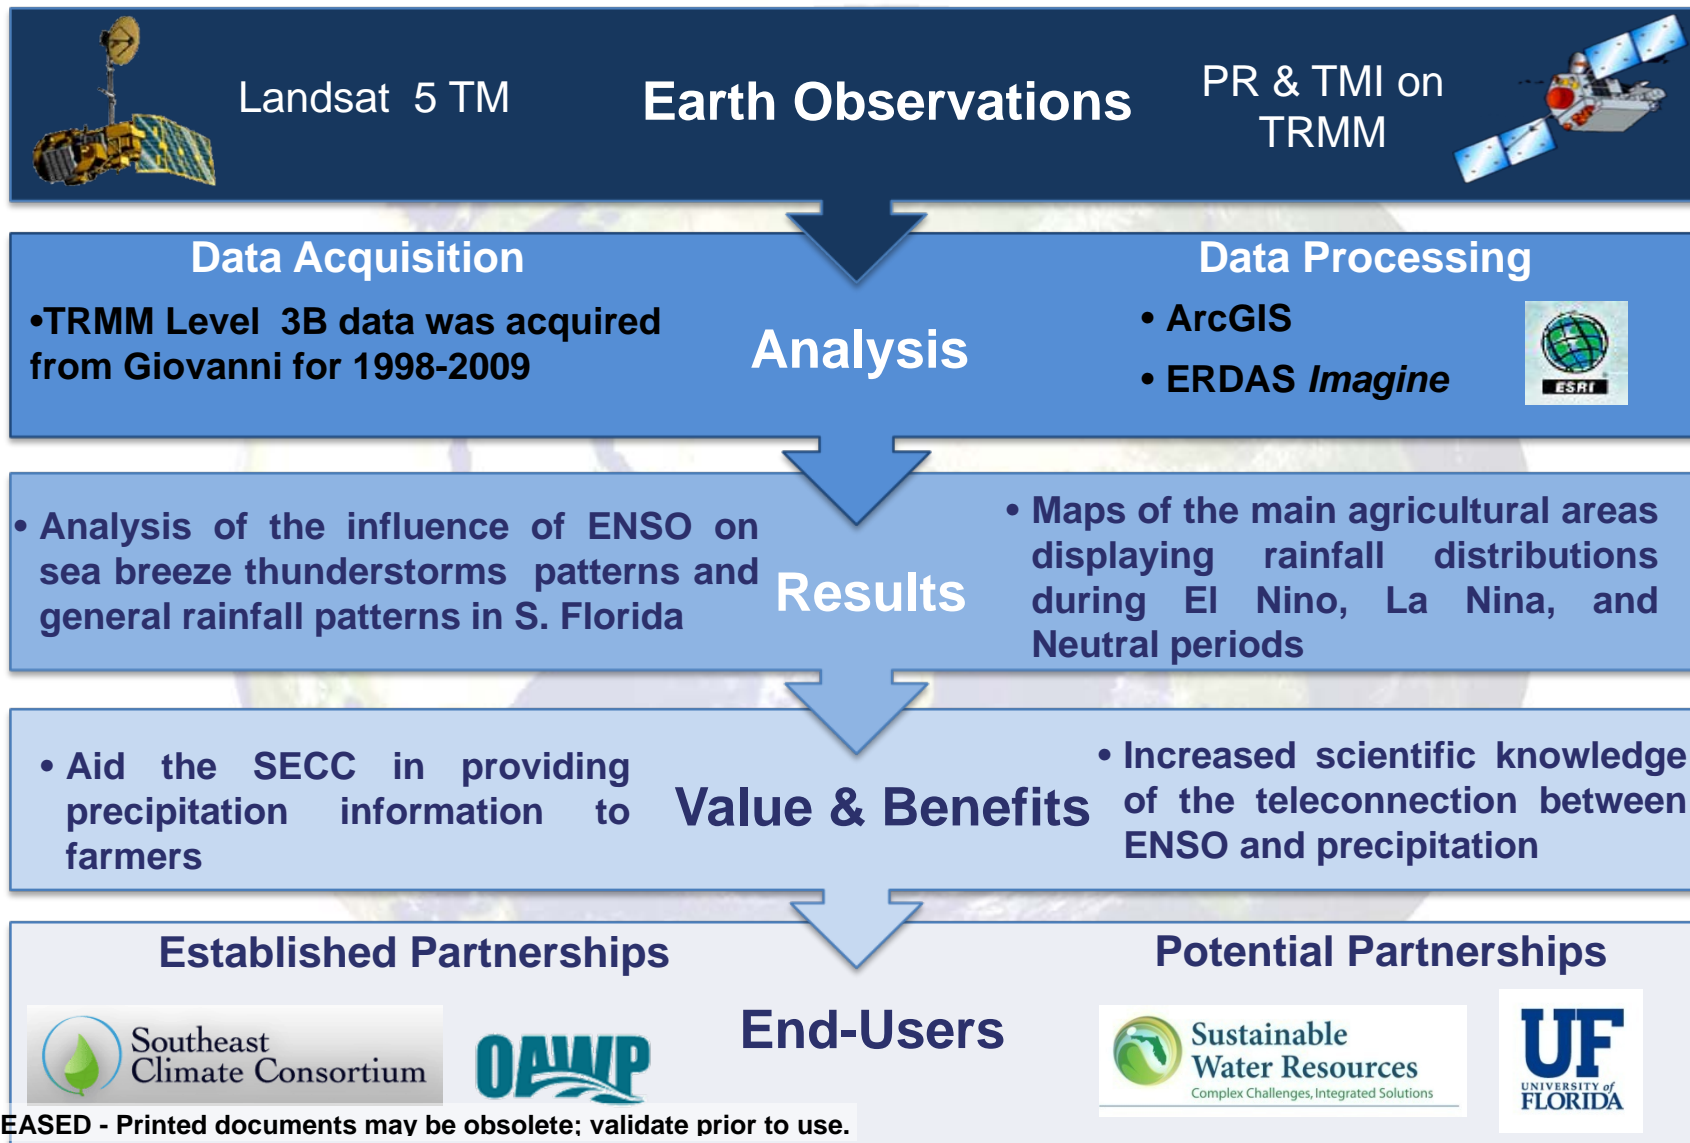 Landsat 5 TM
Earth Observations
PR & TMI on
TRMM
Data Acquisition
•TRMM Level 3B data was acquired
from Giovanni for 1998-2009
Analysis
Data Processing
• ArcGIS
• ERDAS Imagine
ESRI
• Analysis of the influence of ENSO on
sea breeze thunderstorms patterns and
general rainfall patterns in S. Florida
Results
• Maps of the main agricultural areas
displaying rainfall distributions
during El Nino, La Nina, and
Neutral periods
• Aid the SECC in providing
precipitation information to
farmers
Value & Benefits
• Increased scientific knowledge
of the teleconnection between
ENSO and precipitation
Established Partnerships
Southeast
Climate Consortium
OAWP
End-Users
Potential Partnerships
Sustainable
Water Resources
Complex Challenges, Integrated Solutions
UF
UNIVERSITY of
FLORIDA
EASED - Printed documents may be obsolete; validate prior to use.